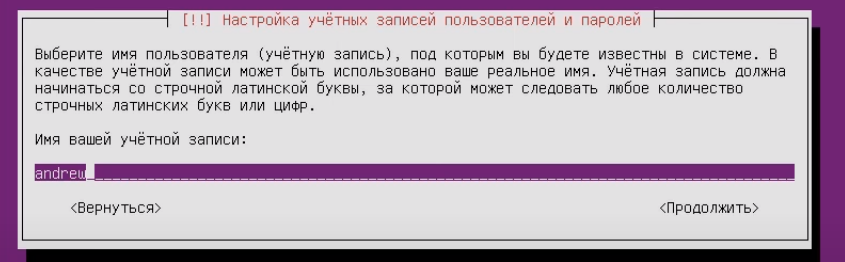 [!!] Настройка учётных записей пользователей и паролей
Выберите имя пользователя (учётную запись), под которым вы будете известны в системе. В
качестве учётной записи может быть использовано ваше реальное имя. Учётная запись должна
начинаться со строчной латинской буквы, за которой может следовать любое количество
строчных латинских букв или цифр.
Имя вашей учётной записи:
andrew
<Вернуться> <Продолжить>